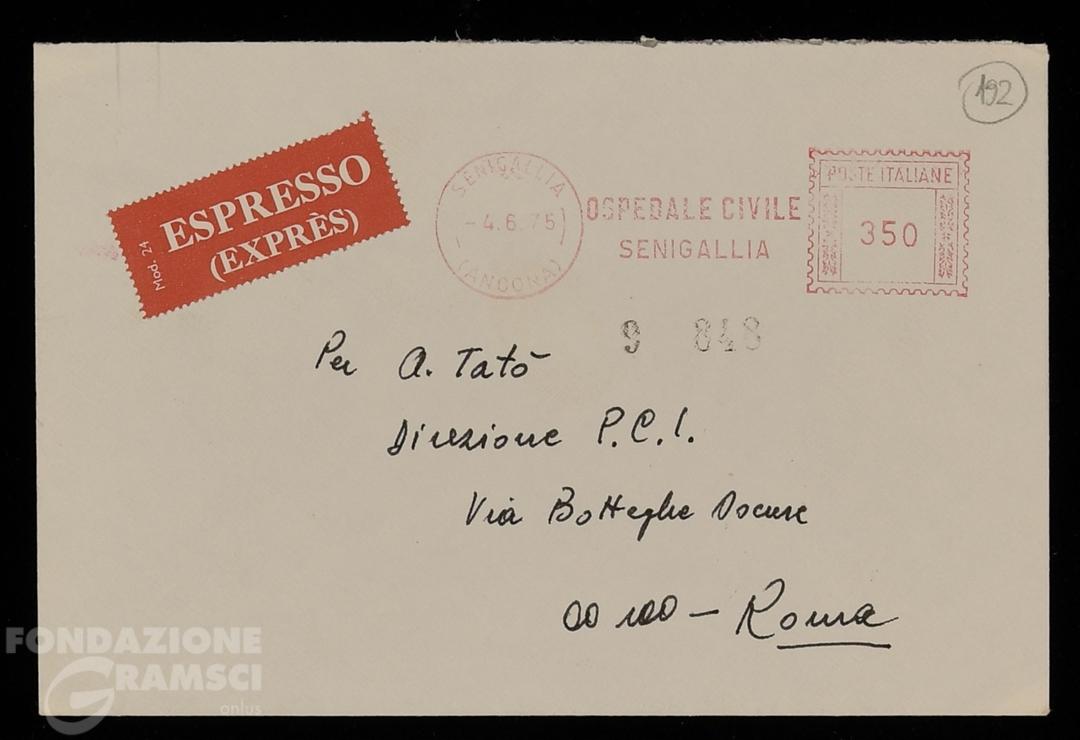 192
ESPRESSO
(EXPRÈS)
Mod. 24
SENIGALLIA
-4.6.75
(ANCONA)
OSPEDALE CIVILE
SENIGALLIA
POSTE ITALIANE
350
9 848
Per A. Tatò
Direzione P.C.I.
Via Botteghe Oscure
00100 - Roma
FONDAZIONE
GRAMSCI
onlus